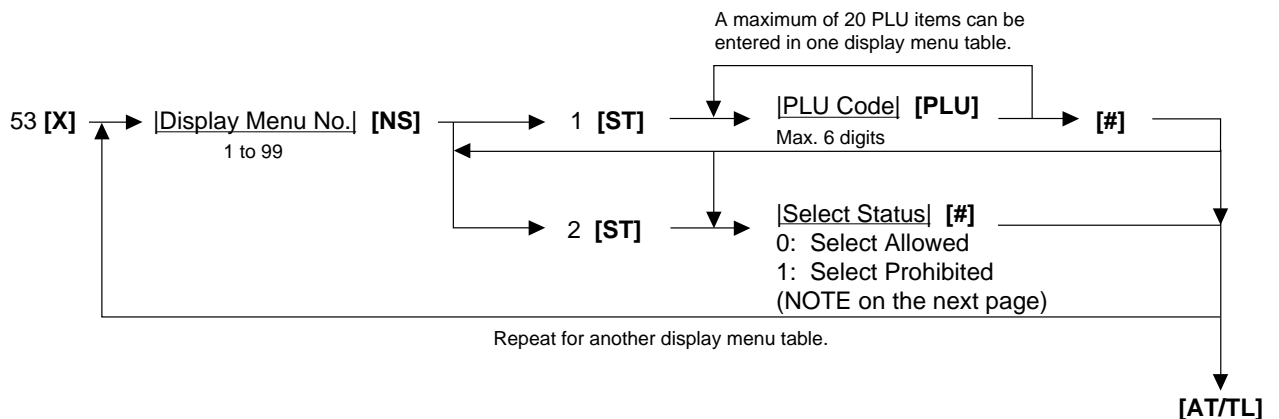 A maximum of 20 PLU items can be
entered in one display menu table.
53 [X] |Display Menu No.| [NS] 1 [ST] |PLU Code| [PLU] [#]
1 to 99 Max. 6 digits
2 [ST] |Select Status| [#]
0: Select Allowed
1: Select Prohibited
(NOTE on the next page)
Repeat for another display menu table.
[AT/TL]